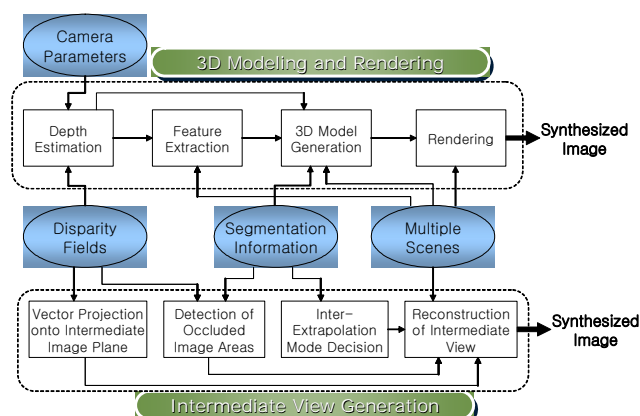 Camera
Parameters
3D Modeling and Rendering
Depth
Estimation
Feature
Extraction
3D Model
Generation
Rendering
Synthesized
Image
Disparity
Fields
Segmentation
Information
Multiple
Scenes
Vector Projection
onto Intermediate
Image Plane
Detection of
Occluded
Image Areas
Inter-
Extrapolation
Mode Decision
Reconstruction
of Intermediate
View
Synthesized
Image
Intermediate View Generation